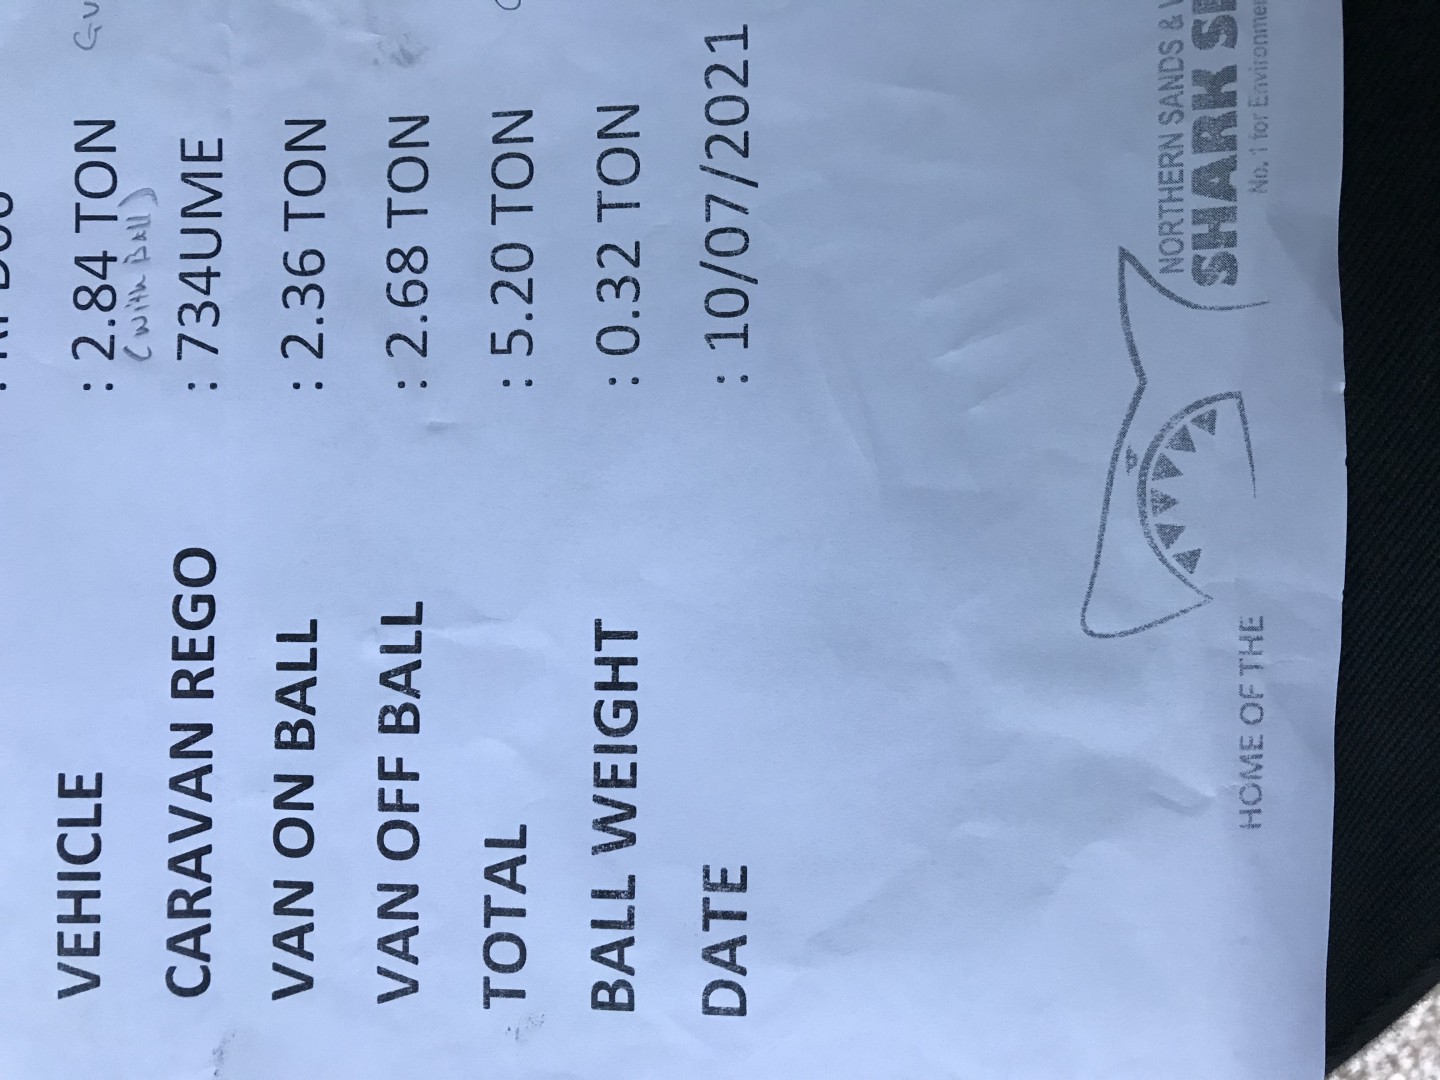 VEHICLE : 2.84 TON
(with Ball)
CARAVAN REGO : 734UME
VAN ON BALL : 2.36 TON
VAN OFF BALL : 2.68 TON
TOTAL : 5.20 TON
BALL WEIGHT : 0.32 TON
DATE : 10/07/2021
NORTHERN SANDS &
HOME OF THE SHARK
No. 1 for